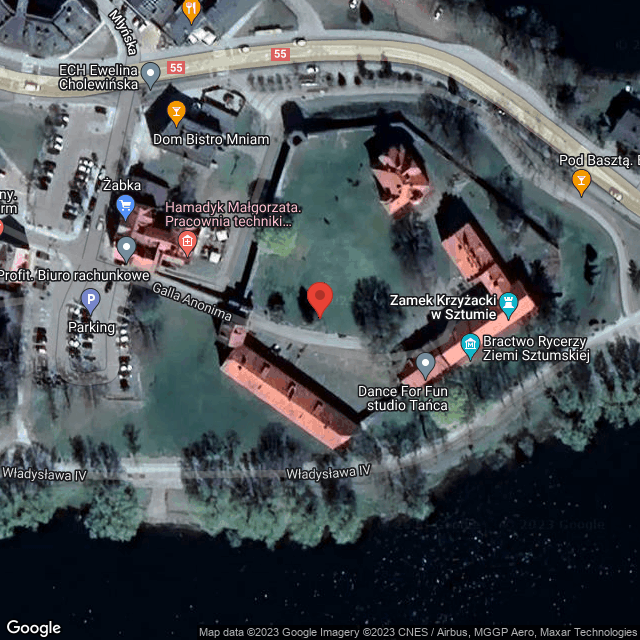 Młyńska
55
55
ECH Ewelina
Cholewińska
Dom Bistro Mniam
Pod Basztą.
Żabka
Hamadyk Małgorzata.
Pracownia techniki...
Profit. Biuro rachunkowe
Galla Anonima
Zamek Krzyżacki
w Sztumie
P
Parking
Bractwo Rycerzy
Ziemi Sztumskiej
Dance For Fun
studio Tańca
Władysława IV
Władysława IV
Google
Map data ©2023 Google Imagery ©2023 CNES / Airbus, MGGP Aero, Maxar Technologies